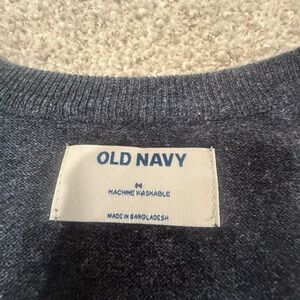 OLD NAVY
M
MACHINE WASHABLE
MADE IN BANGLADESH